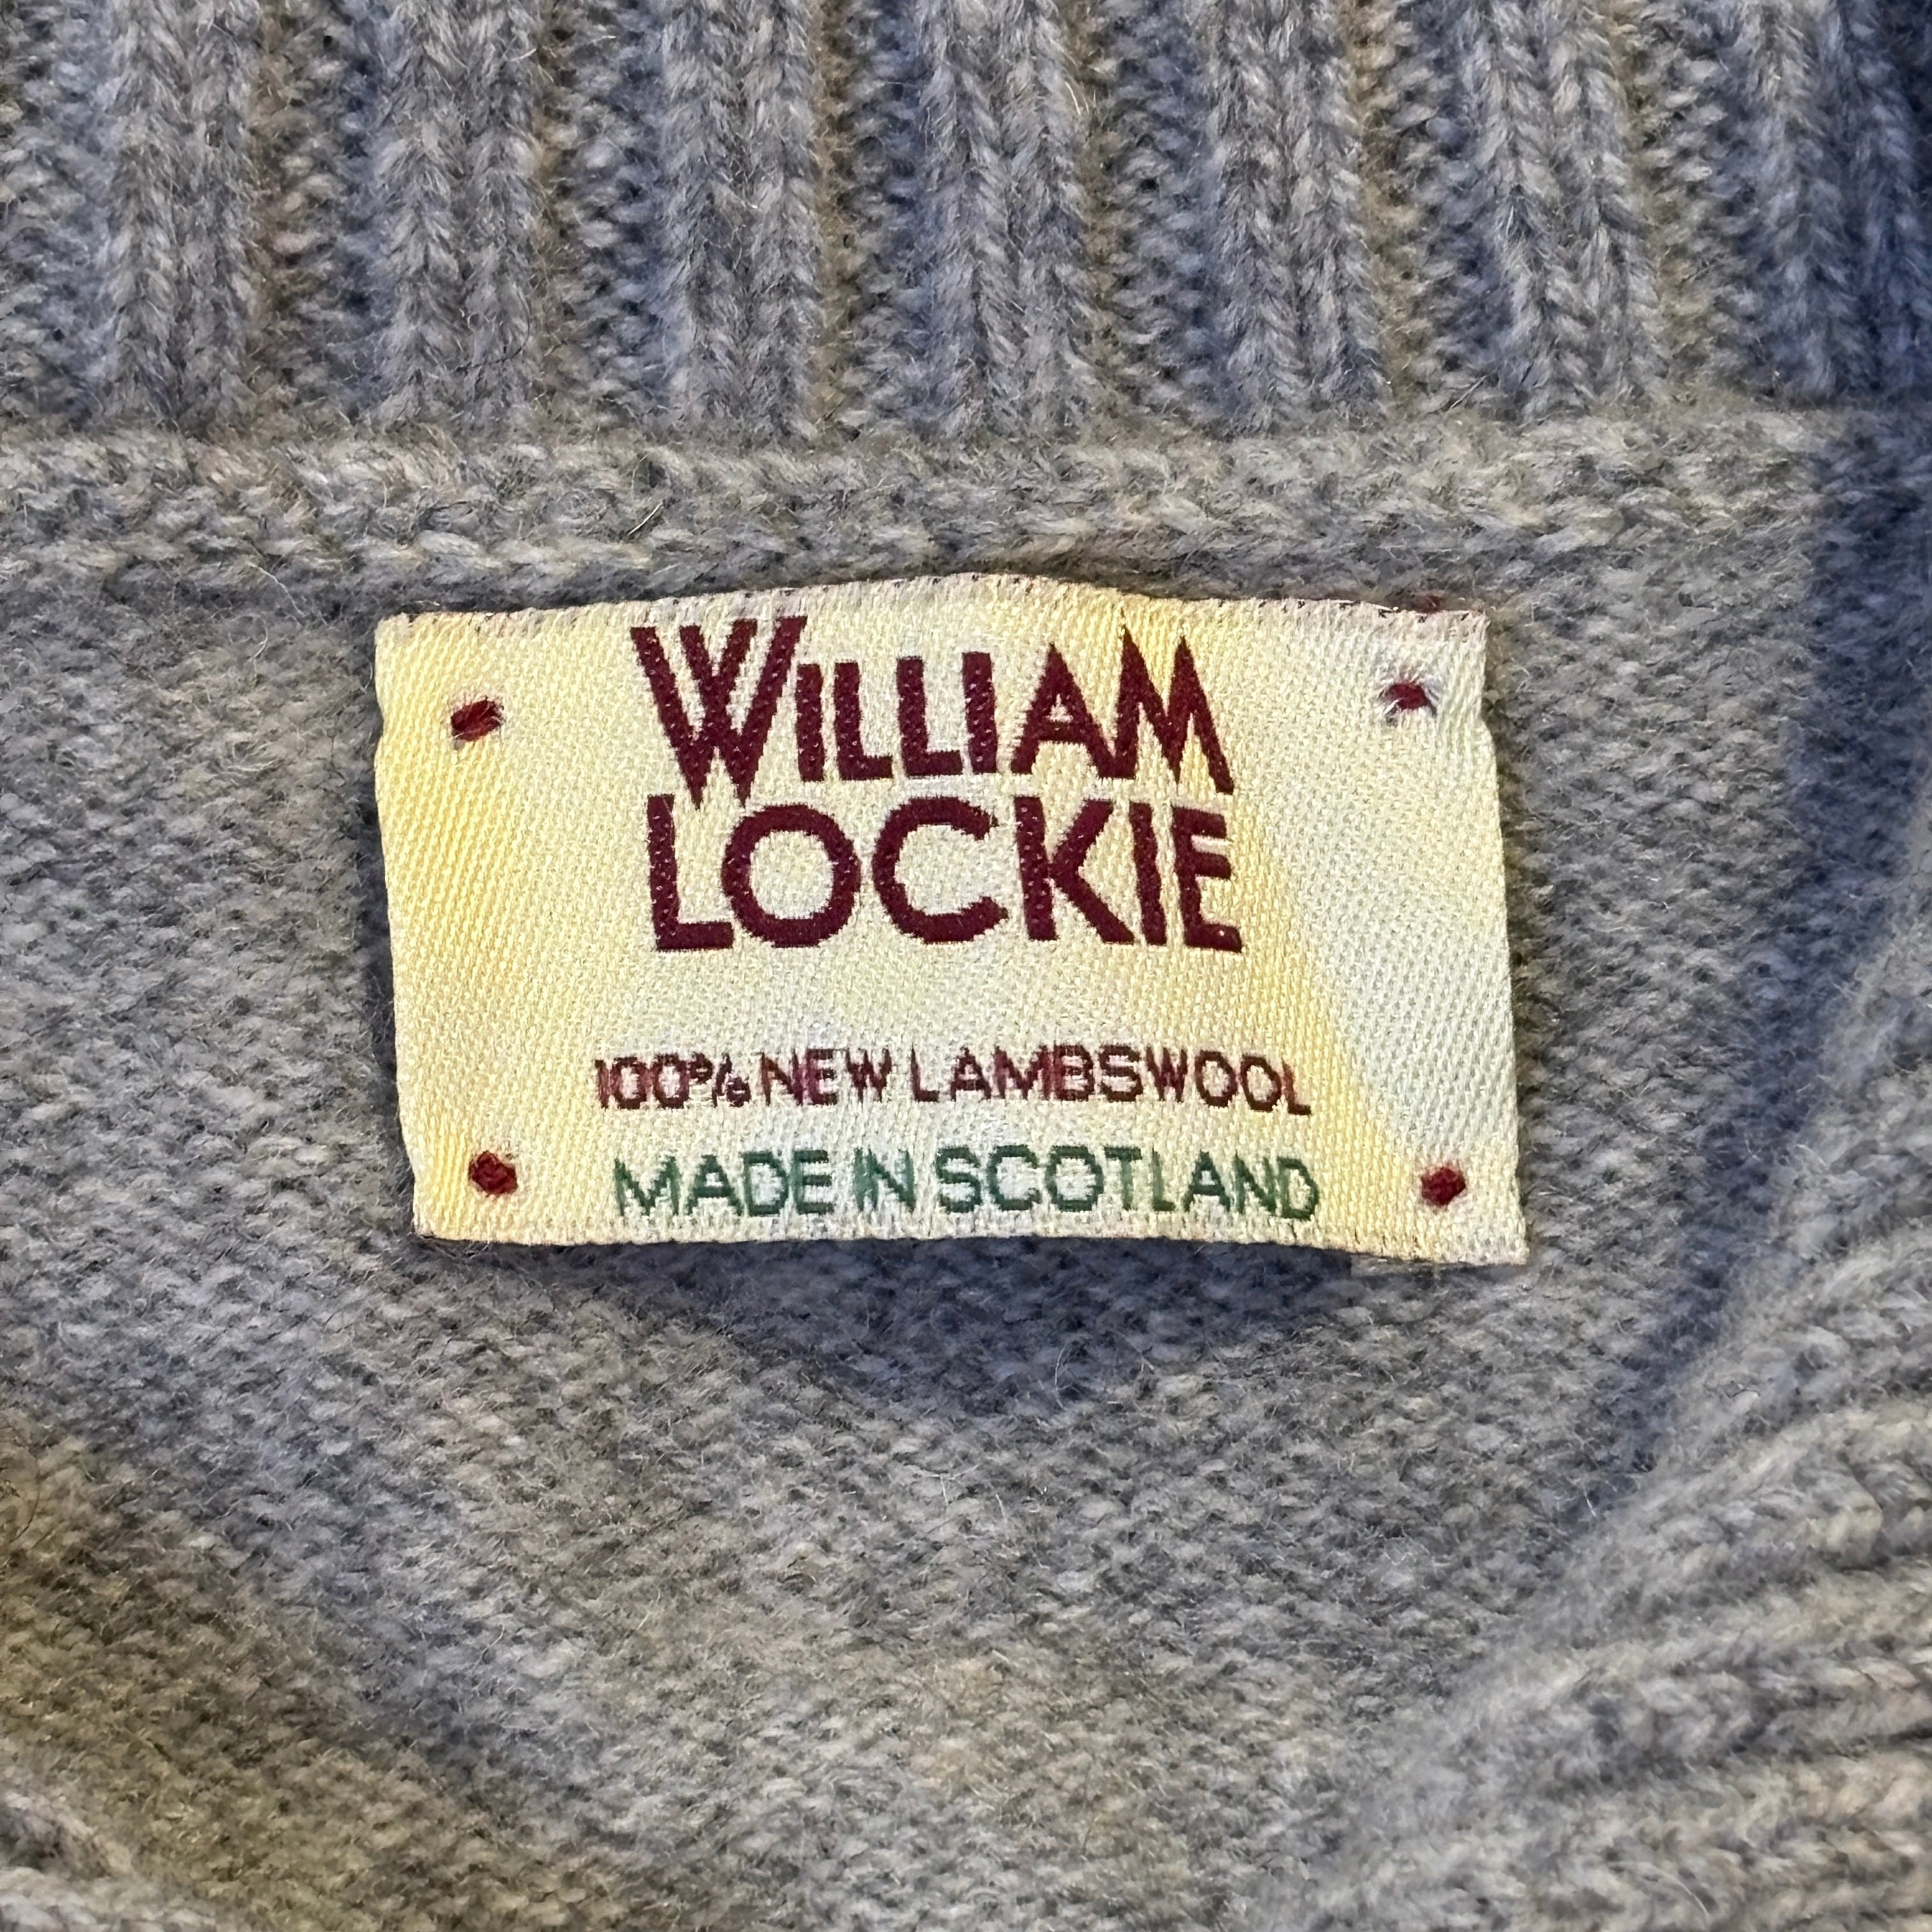 WILLIAM
LOCKIE
100% NEW LAMBSWOOL
MADE IN SCOTLAND